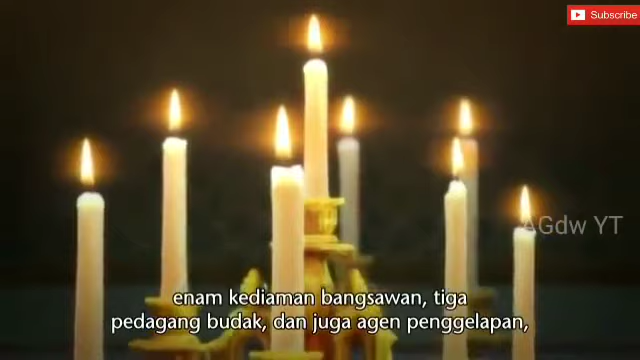 Subscribe
AGdw YT
enam kediaman bangsawan, tiga
pedagang budak, dan juga agen penggelapan,